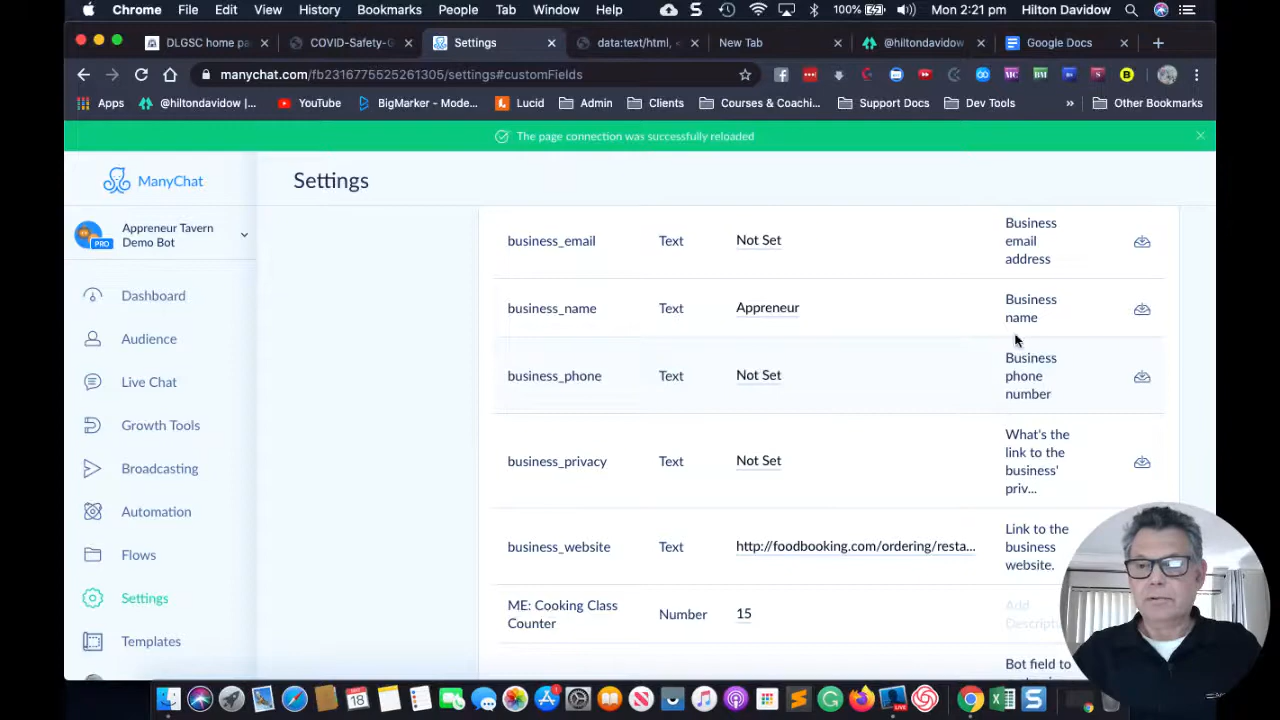 Chrome File Edit View History Bookmarks People Tab Window Help 100% Mon 2:21 pm Hilton Davidow
DLGSC home pa COVID-Safety-G Settings data:text/html, < New Tab @hiltondavidow Google Docs
manychat.com/fb2316775525261305/settings#customFields
Apps @hiltondavidow |... YouTube BigMarker - Mode... Lucid Admin Clients Courses & Coachi... Support Docs Dev Tools » Other Bookmarks
The page connection was successfully reloaded
ManyChat
Settings
Appreneur Tavern
Demo Bot
PRO
Dashboard
Audience
Live Chat
Growth Tools
Broadcasting
Automation
Flows
Settings
Templates
business_email Text Not Set
Business
email
address
business_name Text Appreneur
Business
name
business_phone Text Not Set
Business
phone
number
business_privacy Text Not Set
What's the
link to the
business'
priv...
business_website Text http://foodbooking.com/ordering/resta...
Link to the
business
website.
ME: Cooking Class
Counter
Number 15
Add
Bot field to
18